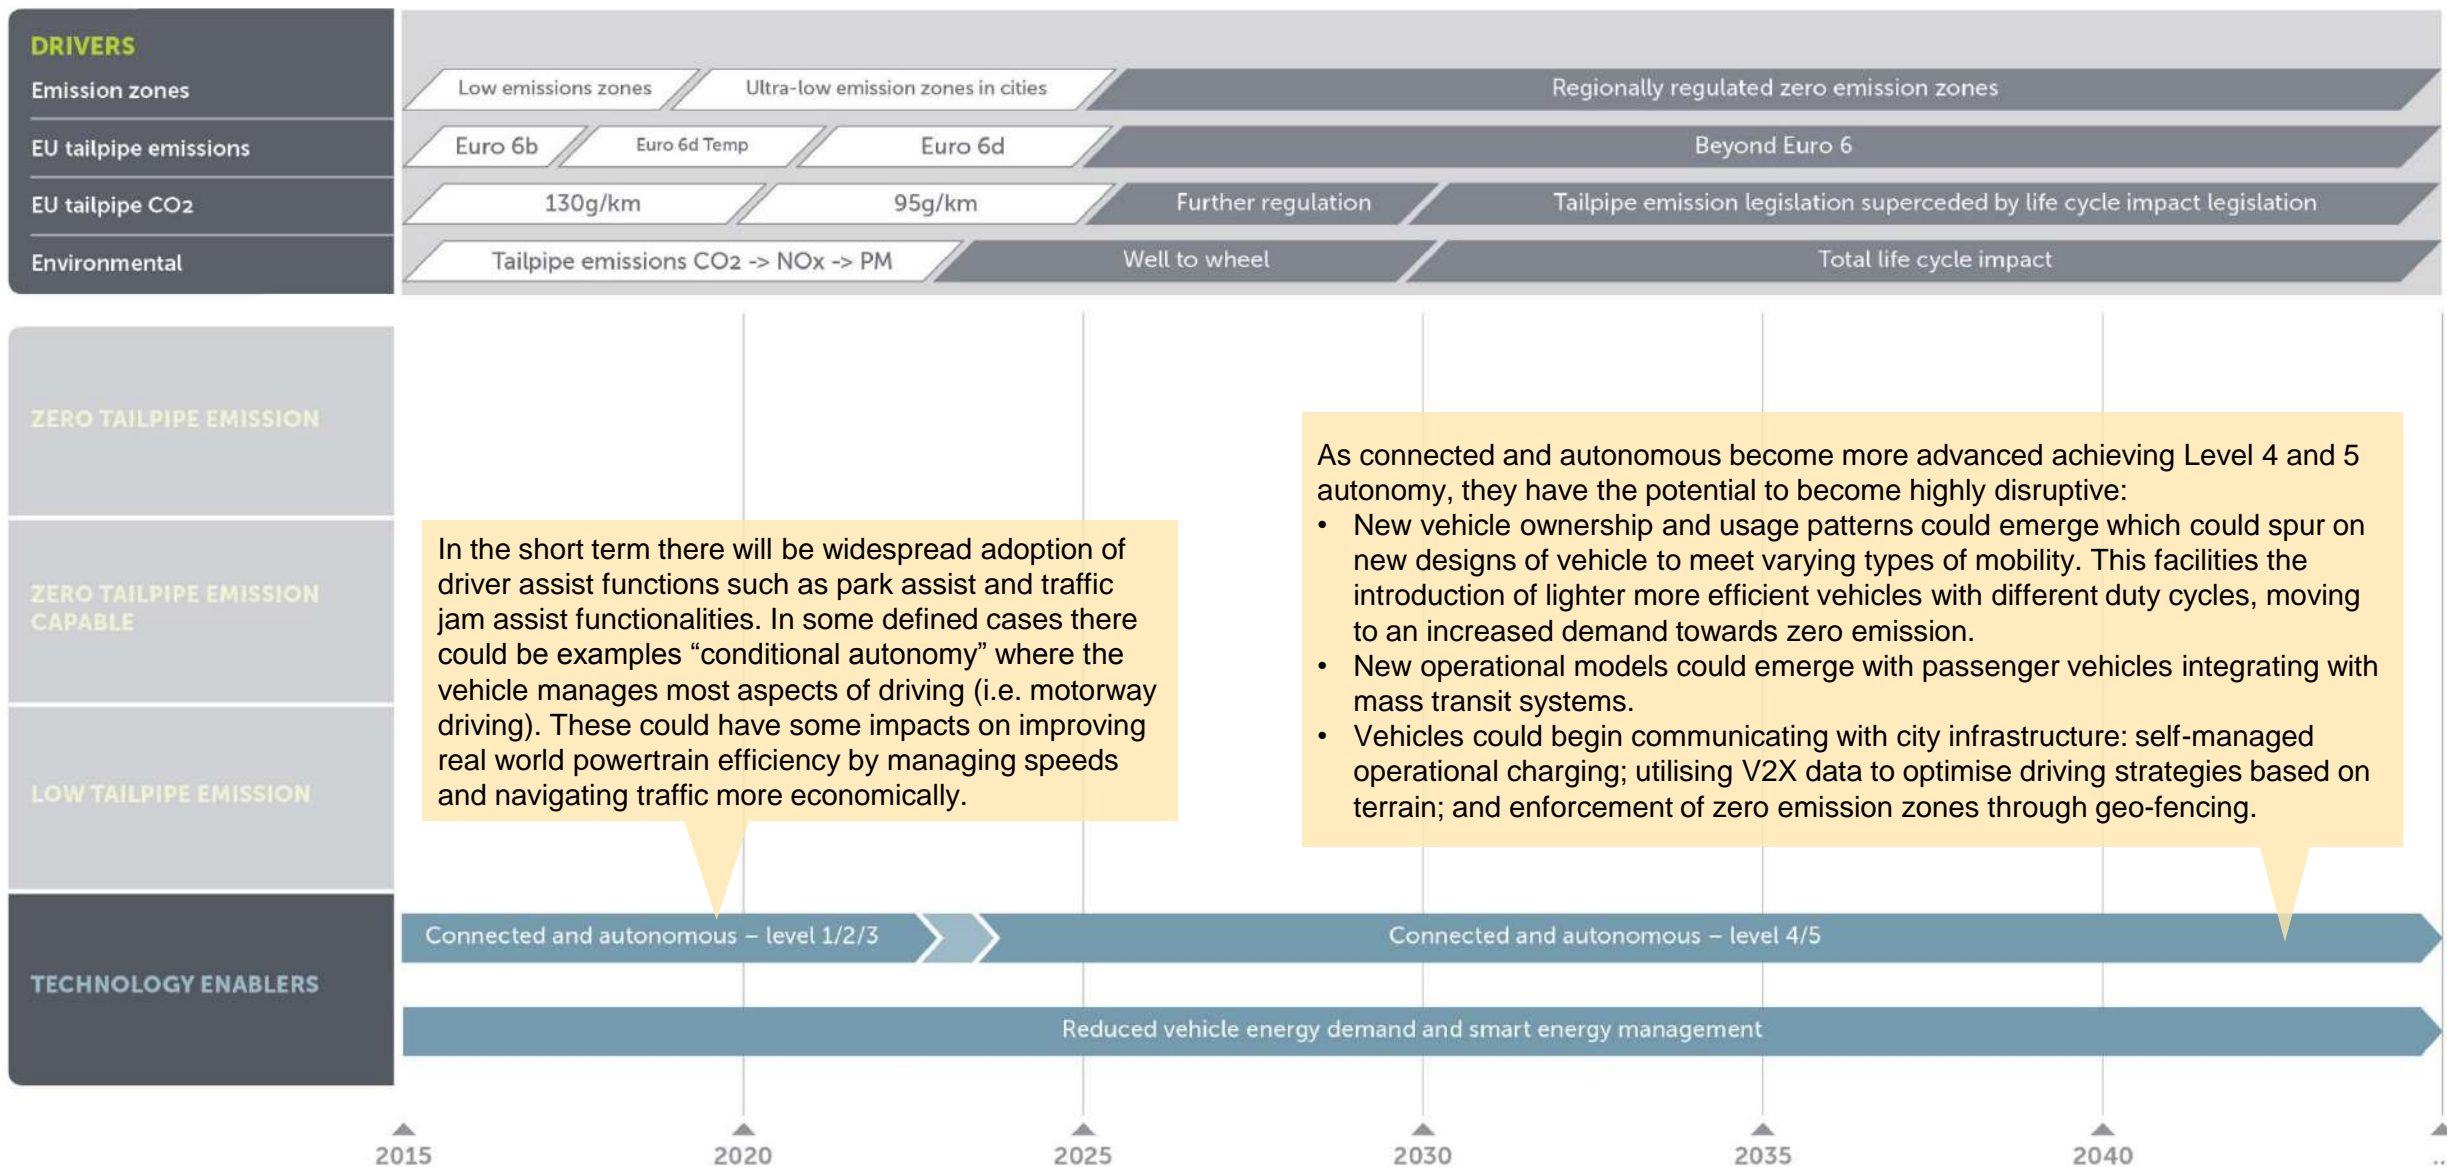 DRIVERS
Emission zones
Low emissions zones
Ultra-low emission zones in cities
Regionally regulated zero emission zones
EU tailpipe emissions
Euro 6b
Euro 6d Temp
Euro 6d
Beyond Euro 6
EU tailpipe CO2
130g/km
95g/km
Further regulation
Tailpipe emission legislation superceded by life cycle impact legislation
Environmental
Tailpipe emissions CO2 -> NOx -> PM
Well to wheel
Total life cycle impact
ZERO TAILPIPE EMISSION
ZERO TAILPIPE EMISSION
CAPABLE
LOW TAILPIPE EMISSION
In the short term there will be widespread adoption of
driver assist functions such as park assist and traffic
jam assist functionalities. In some defined cases there
could be examples “conditional autonomy” where the
vehicle manages most aspects of driving (i.e. motorway
driving). These could have some impacts on improving
real world powertrain efficiency by managing speeds
and navigating traffic more economically.
As connected and autonomous become more advanced achieving Level 4 and 5
autonomy, they have the potential to become highly disruptive:
• New vehicle ownership and usage patterns could emerge which could spur on
new designs of vehicle to meet varying types of mobility. This facilities the
introduction of lighter more efficient vehicles with different duty cycles, moving
to an increased demand towards zero emission.
• New operational models could emerge with passenger vehicles integrating with
mass transit systems.
• Vehicles could begin communicating with city infrastructure: self-managed
operational charging; utilising V2X data to optimise driving strategies based on
terrain; and enforcement of zero emission zones through geo-fencing.
TECHNOLOGY ENABLERS
Connected and autonomous – level 1/2/3
Connected and autonomous – level 4/5
Reduced vehicle energy demand and smart energy management
2015
2020
2025
2030
2035
2040
..